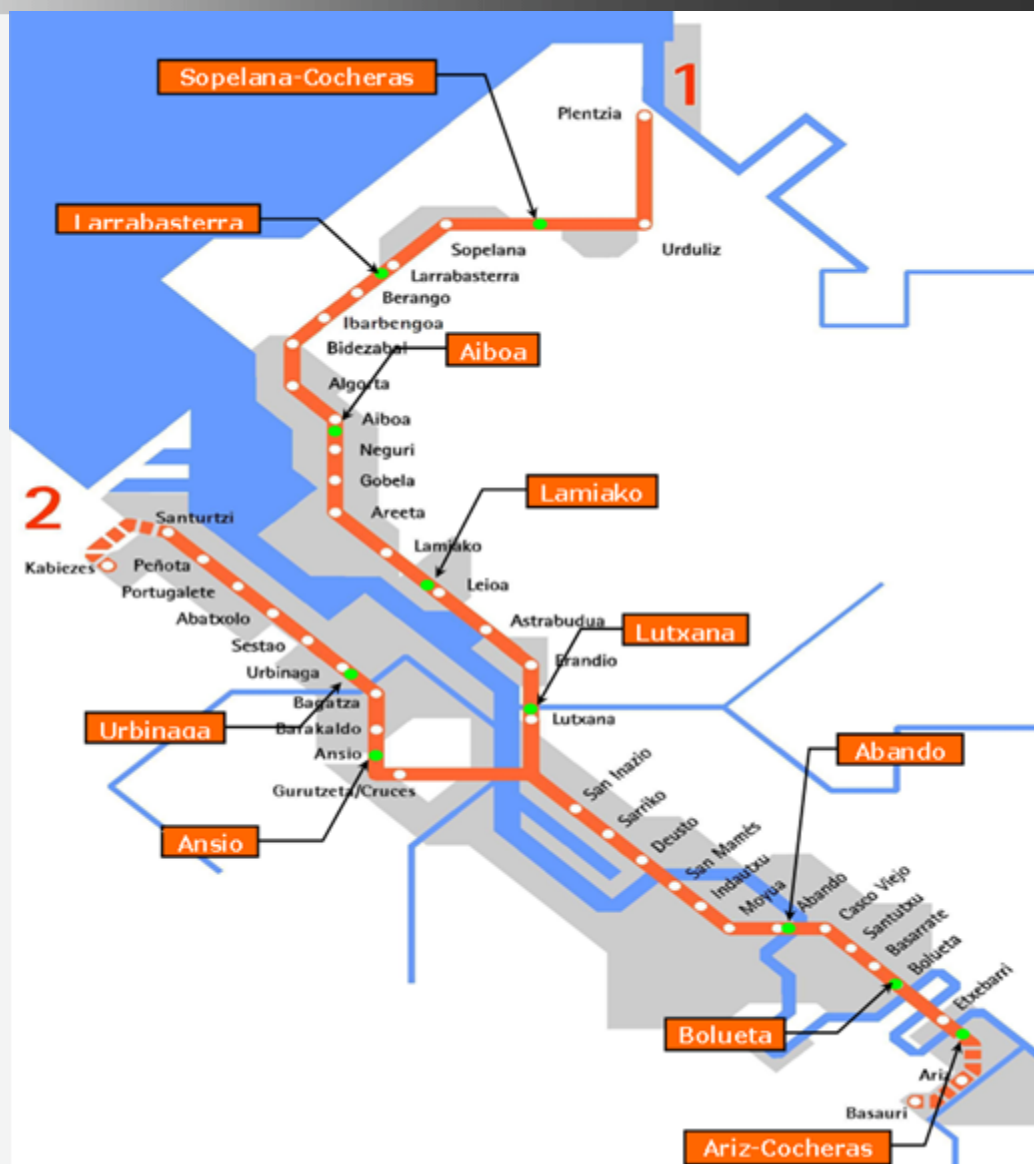 Sopelana-Cocheras
1
Plentzia
Larrabasterra
Sopelana
Urduliz
Larrabasterra
Berango
Ibarbengoa
Bidezabal
Aiboa
Algorta
Aiboa
Neguri
Gobela
Lamiako
2
Areeta
Santurtzi
Lamiako
Kabiezes
Peñota
Leioa
Portugalete
Abatxolo
Astrabudua
Lutxana
Sestao
Erandio
Urbinaga
Bagatza
Lutxana
Urbinaga
Barakaldo
Ansio
Abando
Gurutzeta/Cruces
San Inazio
Sarriko
Ansio
Deusto
San Mamés
Indautxu
Moyua
Abando
Casco Viejo
Santutxu
Basarrate
Bolueta
Etxebarri
Bolueta
Ariz
Basauri
Ariz-Cocheras